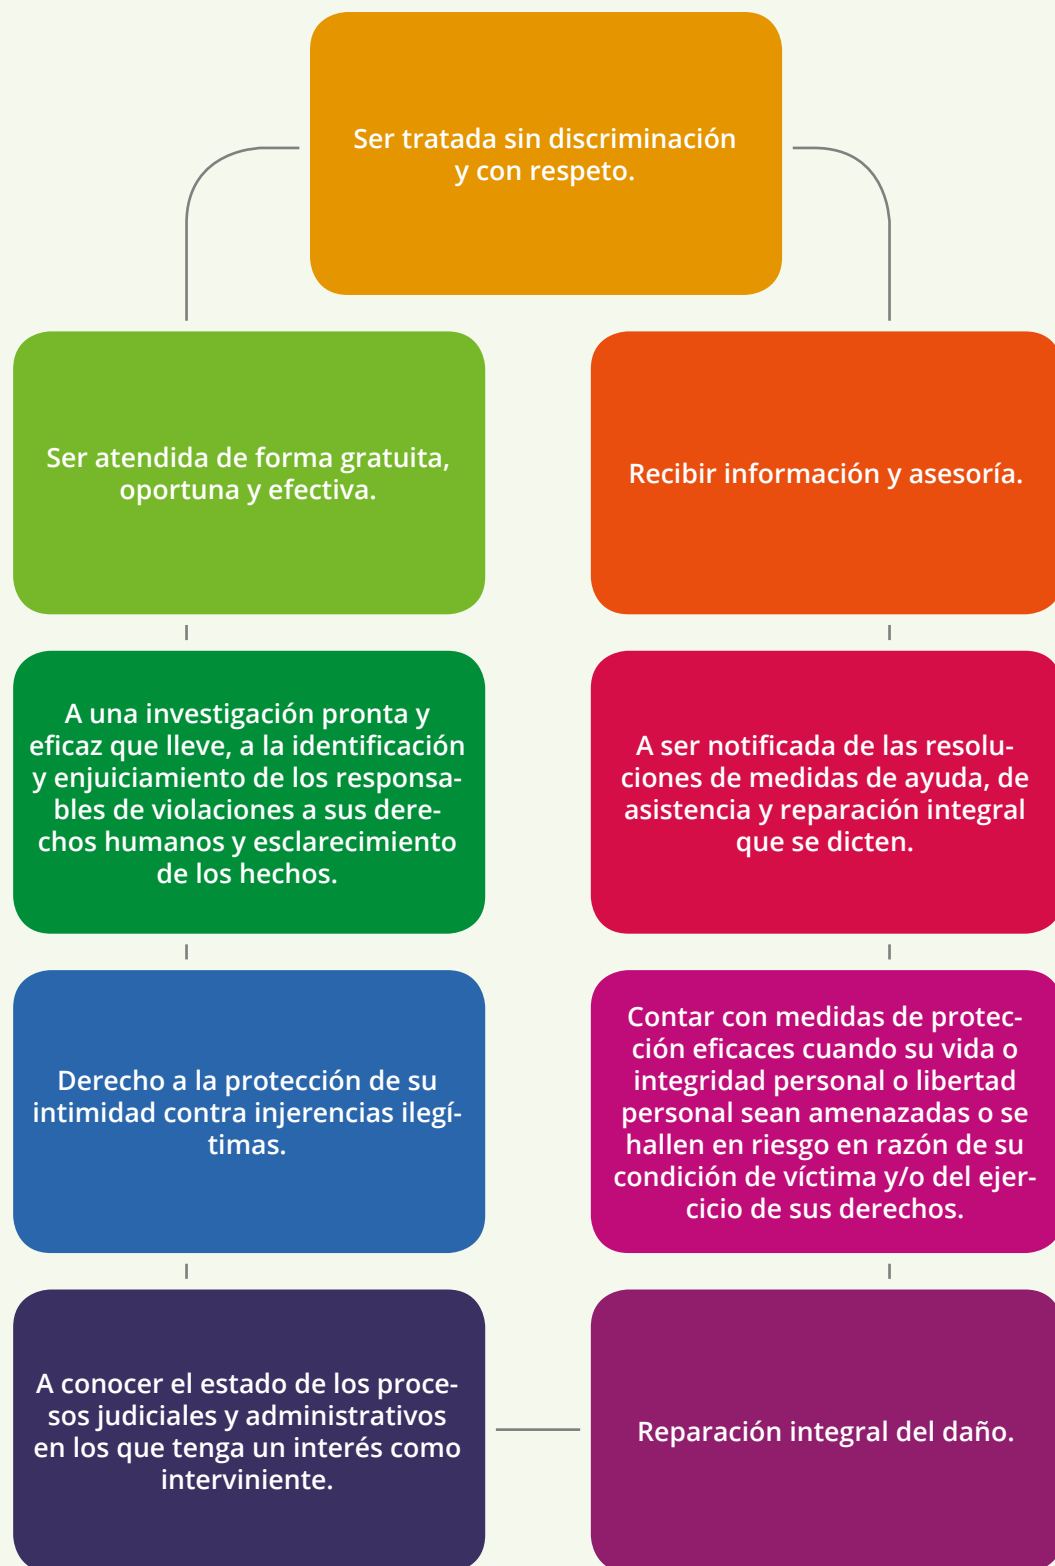 Ser tratada sin discriminación
y con respeto.
Ser atendida de forma gratuita,
oportuna y efectiva.
Recibir información y asesoría.
A una investigación pronta y
eficaz que lleve, a la identificación
y enjuiciamiento de los responsa-
bles de violaciones a sus dere-
chos humanos y esclarecimiento
de los hechos.
A ser notificada de las resolu-
ciones de medidas de ayuda, de
asistencia y reparación integral
que se dicten.
Derecho a la protección de su
intimidad contra injerencias ilegí-
timas.
Contar con medidas de protec-
ción eficaces cuando su vida o
integridad personal o libertad
personal sean amenazadas o se
hallen en riesgo en razón de su
condición de víctima y/o del ejer-
cicio de sus derechos.
A conocer el estado de los proce-
sos judiciales y administrativos
en los que tenga un interés como
interviniente.
Reparación integral del daño.